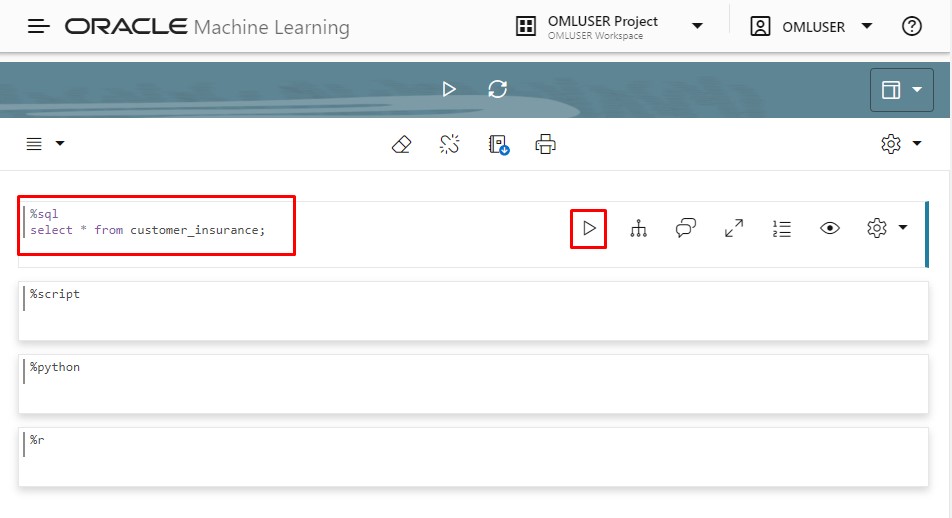 ORACLE Machine Learning
OMLUSER Project
OMLUSER Workspace
OMLUSER
%sql
select * from customer_insurance;
%script
%python
%r